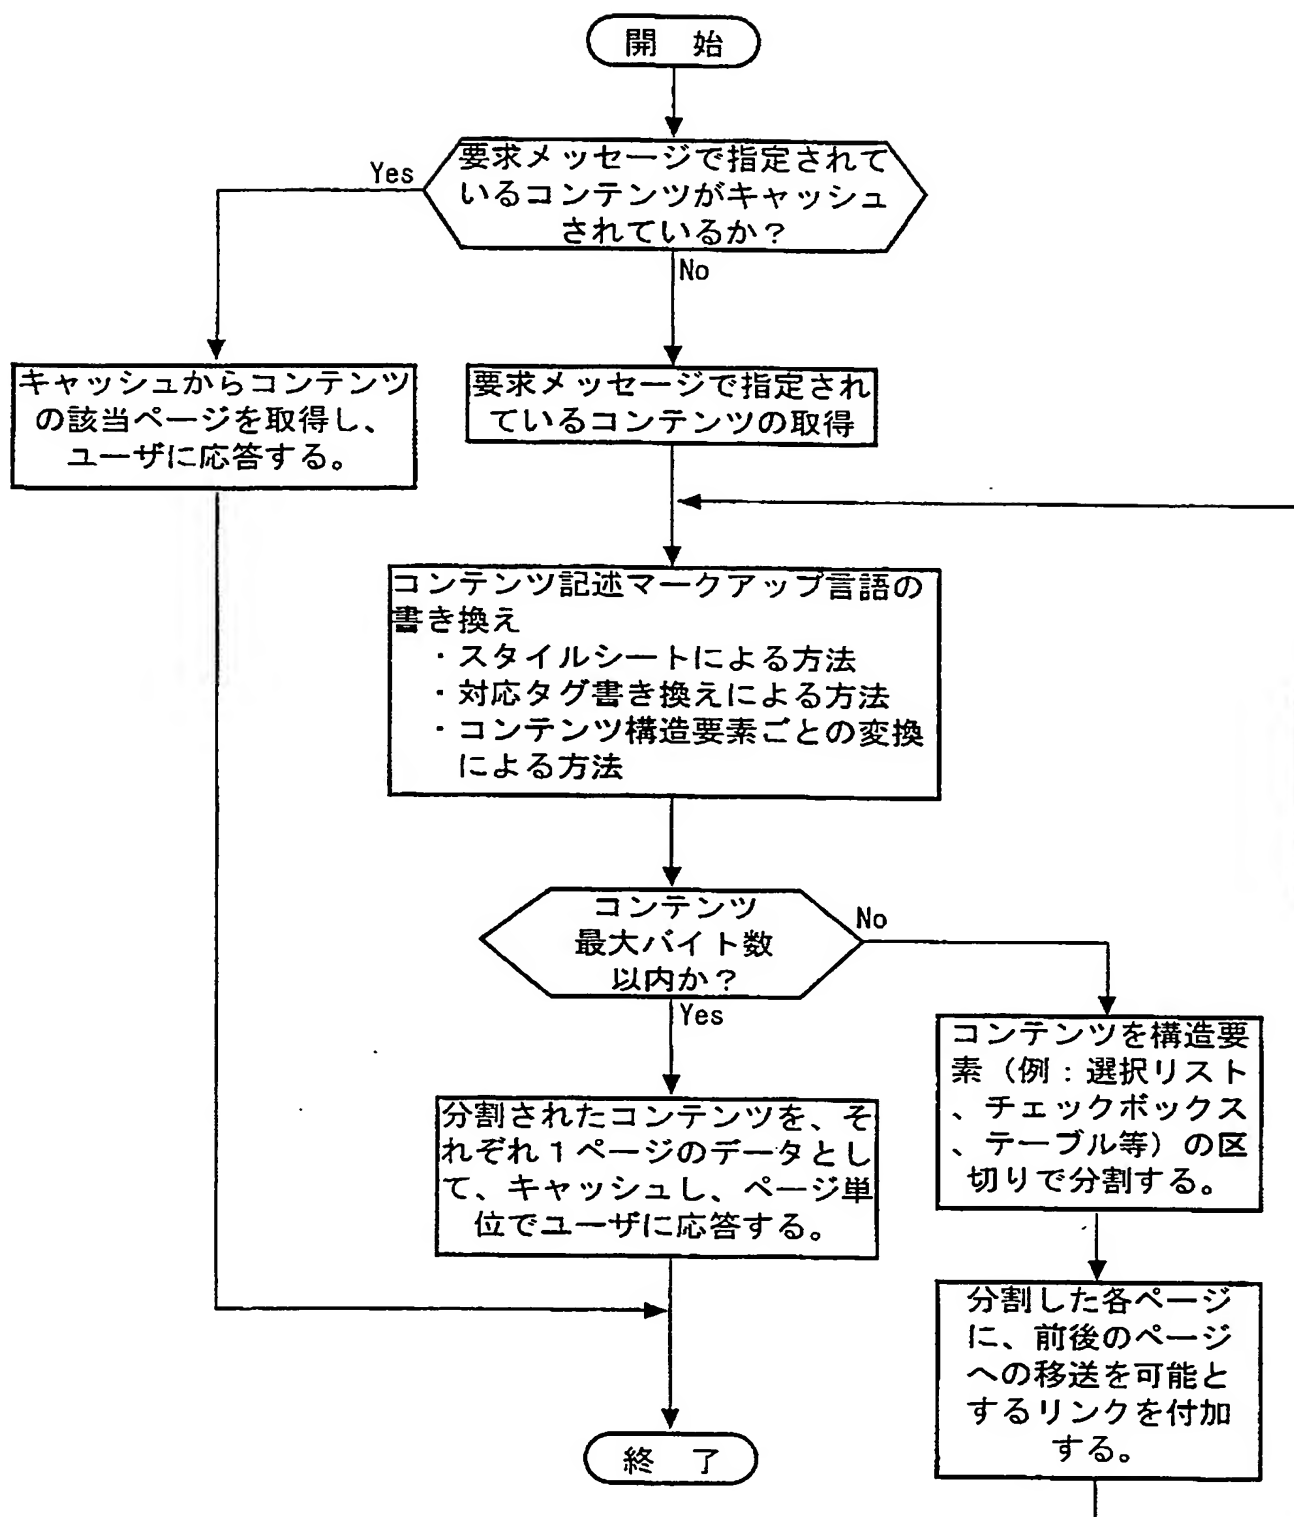 開　始
要求メッセージで指定されて
いるコンテンツがキャッシュ
されているか？
Yes
No
キャッシュからコンテンツ
の該当ページを取得し、
ユーザに応答する。
要求メッセージで指定され
ているコンテンツの取得
コンテンツ記述マークアップ言語の
書き換え
・スタイルシートによる方法
・対応タグ書き換えによる方法
・コンテンツ構造要素ごとの変換
による方法
コンテンツ
最大バイト数
以内か？
No
Yes
コンテンツを構造要
素（例：選択リスト
、チェックボックス
、テーブル等）の区
切りで分割する。
分割されたコンテンツを、そ
れぞれ１ページのデータとし
て、キャッシュし、ページ単
位でユーザに応答する。
分割した各ページ
に、前後のページ
への移送を可能と
するリンクを付加
する。
終　了